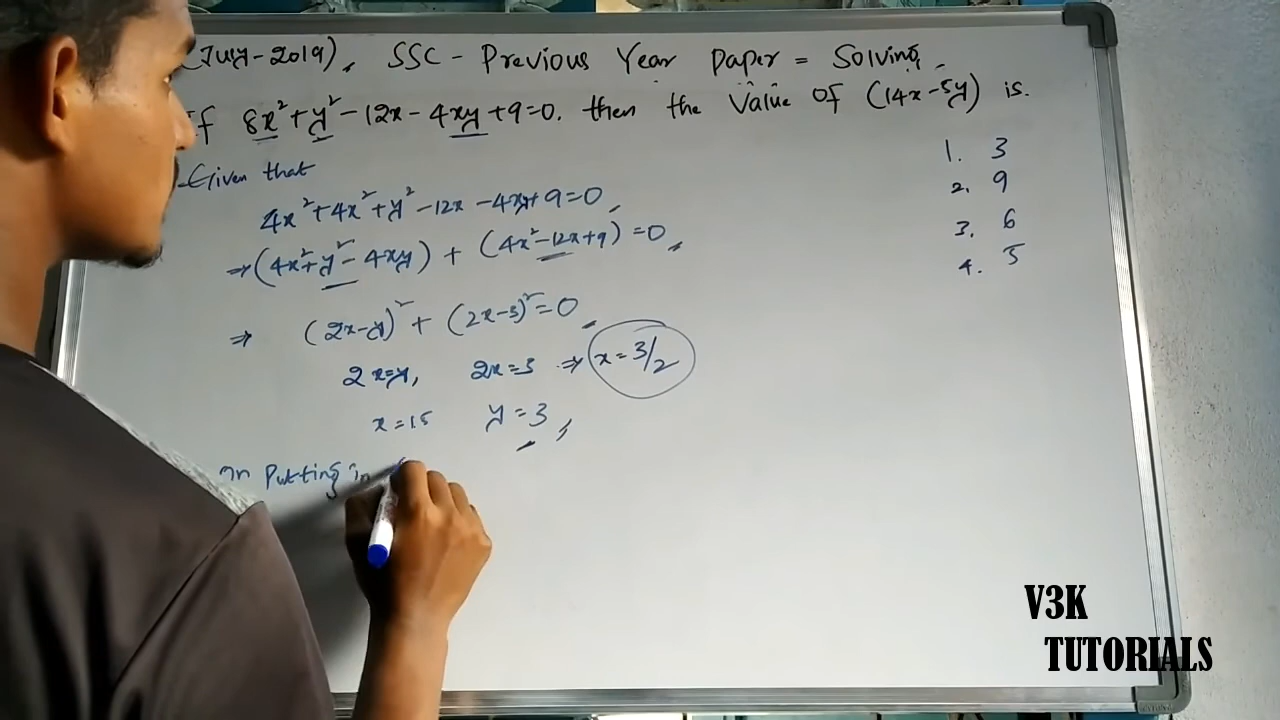 (July-2019), SSC - Previous Year Paper = Solving.
If 8x²+y²-12x-4xy+9=0. then the Value of (14x-5y) is.
1. 3
2. 9
3. 6
4. 5
Given that
4x²+4x²+y²-12x-4xy+9=0,
⇒(4x²+y²-4xy)+(4x²-12x+9)=0,
⇒ (2x-y)²+(2x-3)²=0,
2x=y, 2x=3 ⇒ x=3/2
x=1.5 y=3,
on Putting in
V3K
TUTORIALS